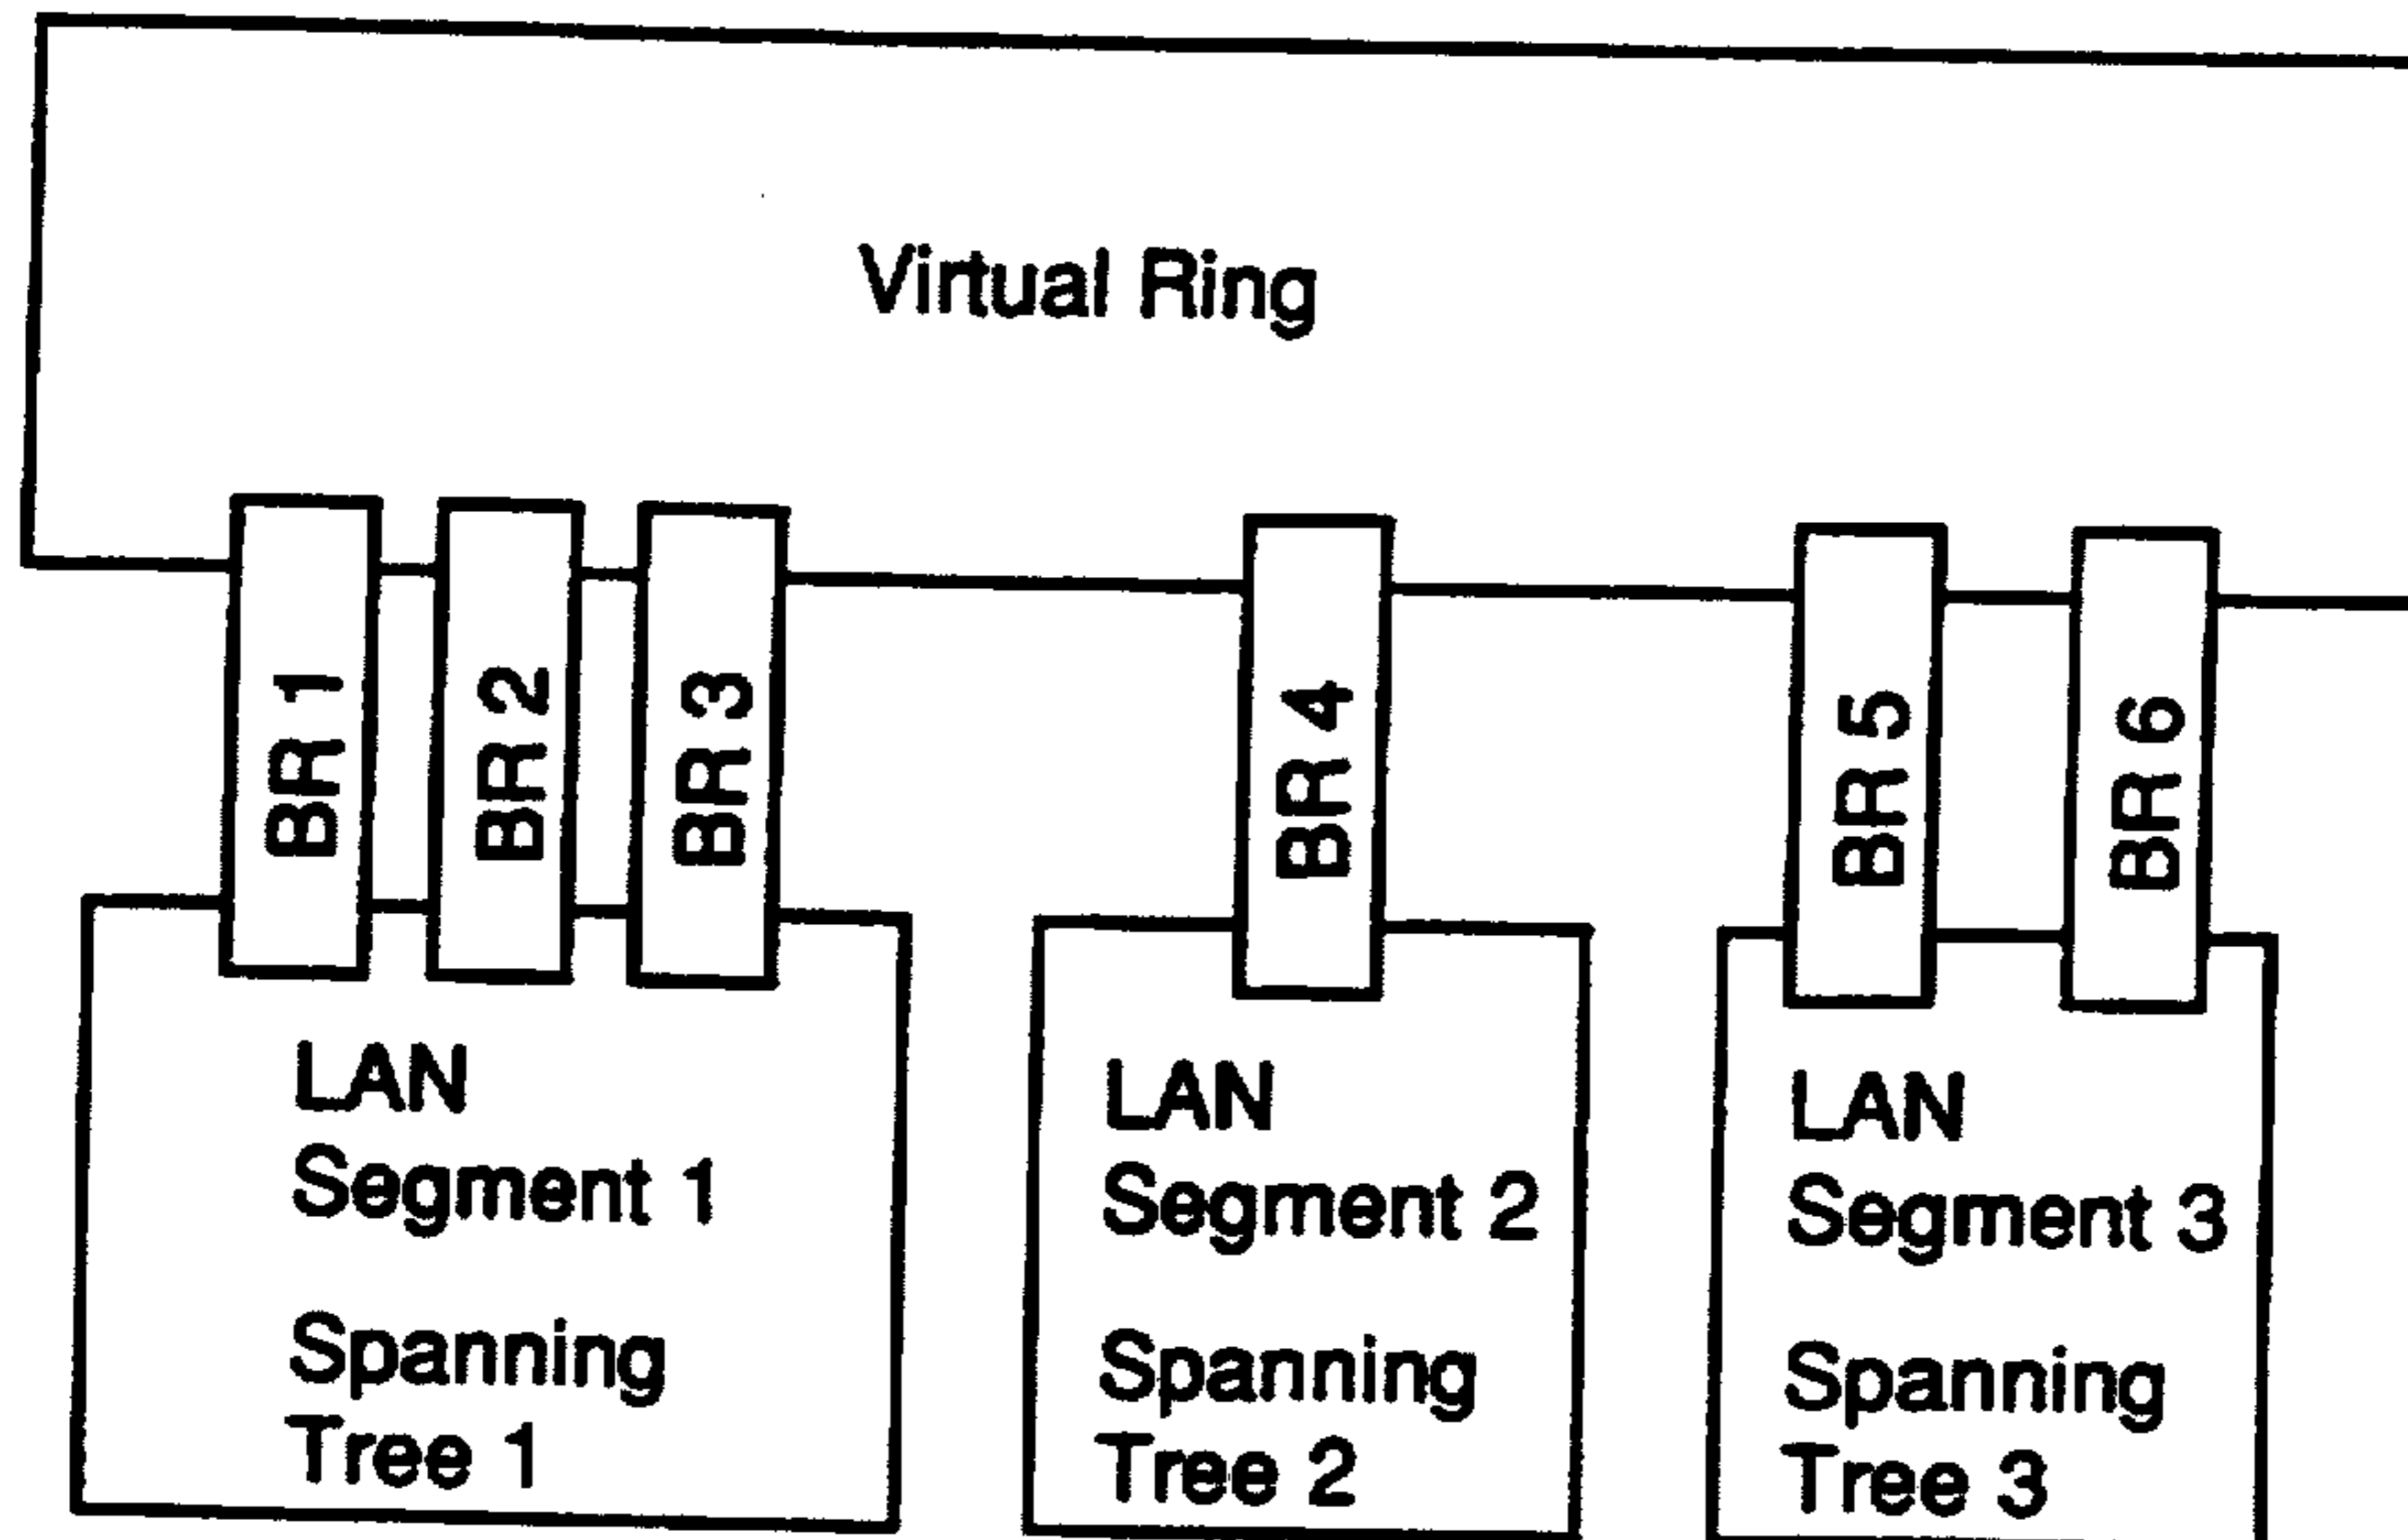 Virtual Ring
BR 1
BR 2
BR 3
BR 4
BR 5
BR 6
LAN
Segment 1
Spanning
Tree 1
LAN
Segment 2
Spanning
Tree 2
LAN
Segment 3
Spanning
Tree 3